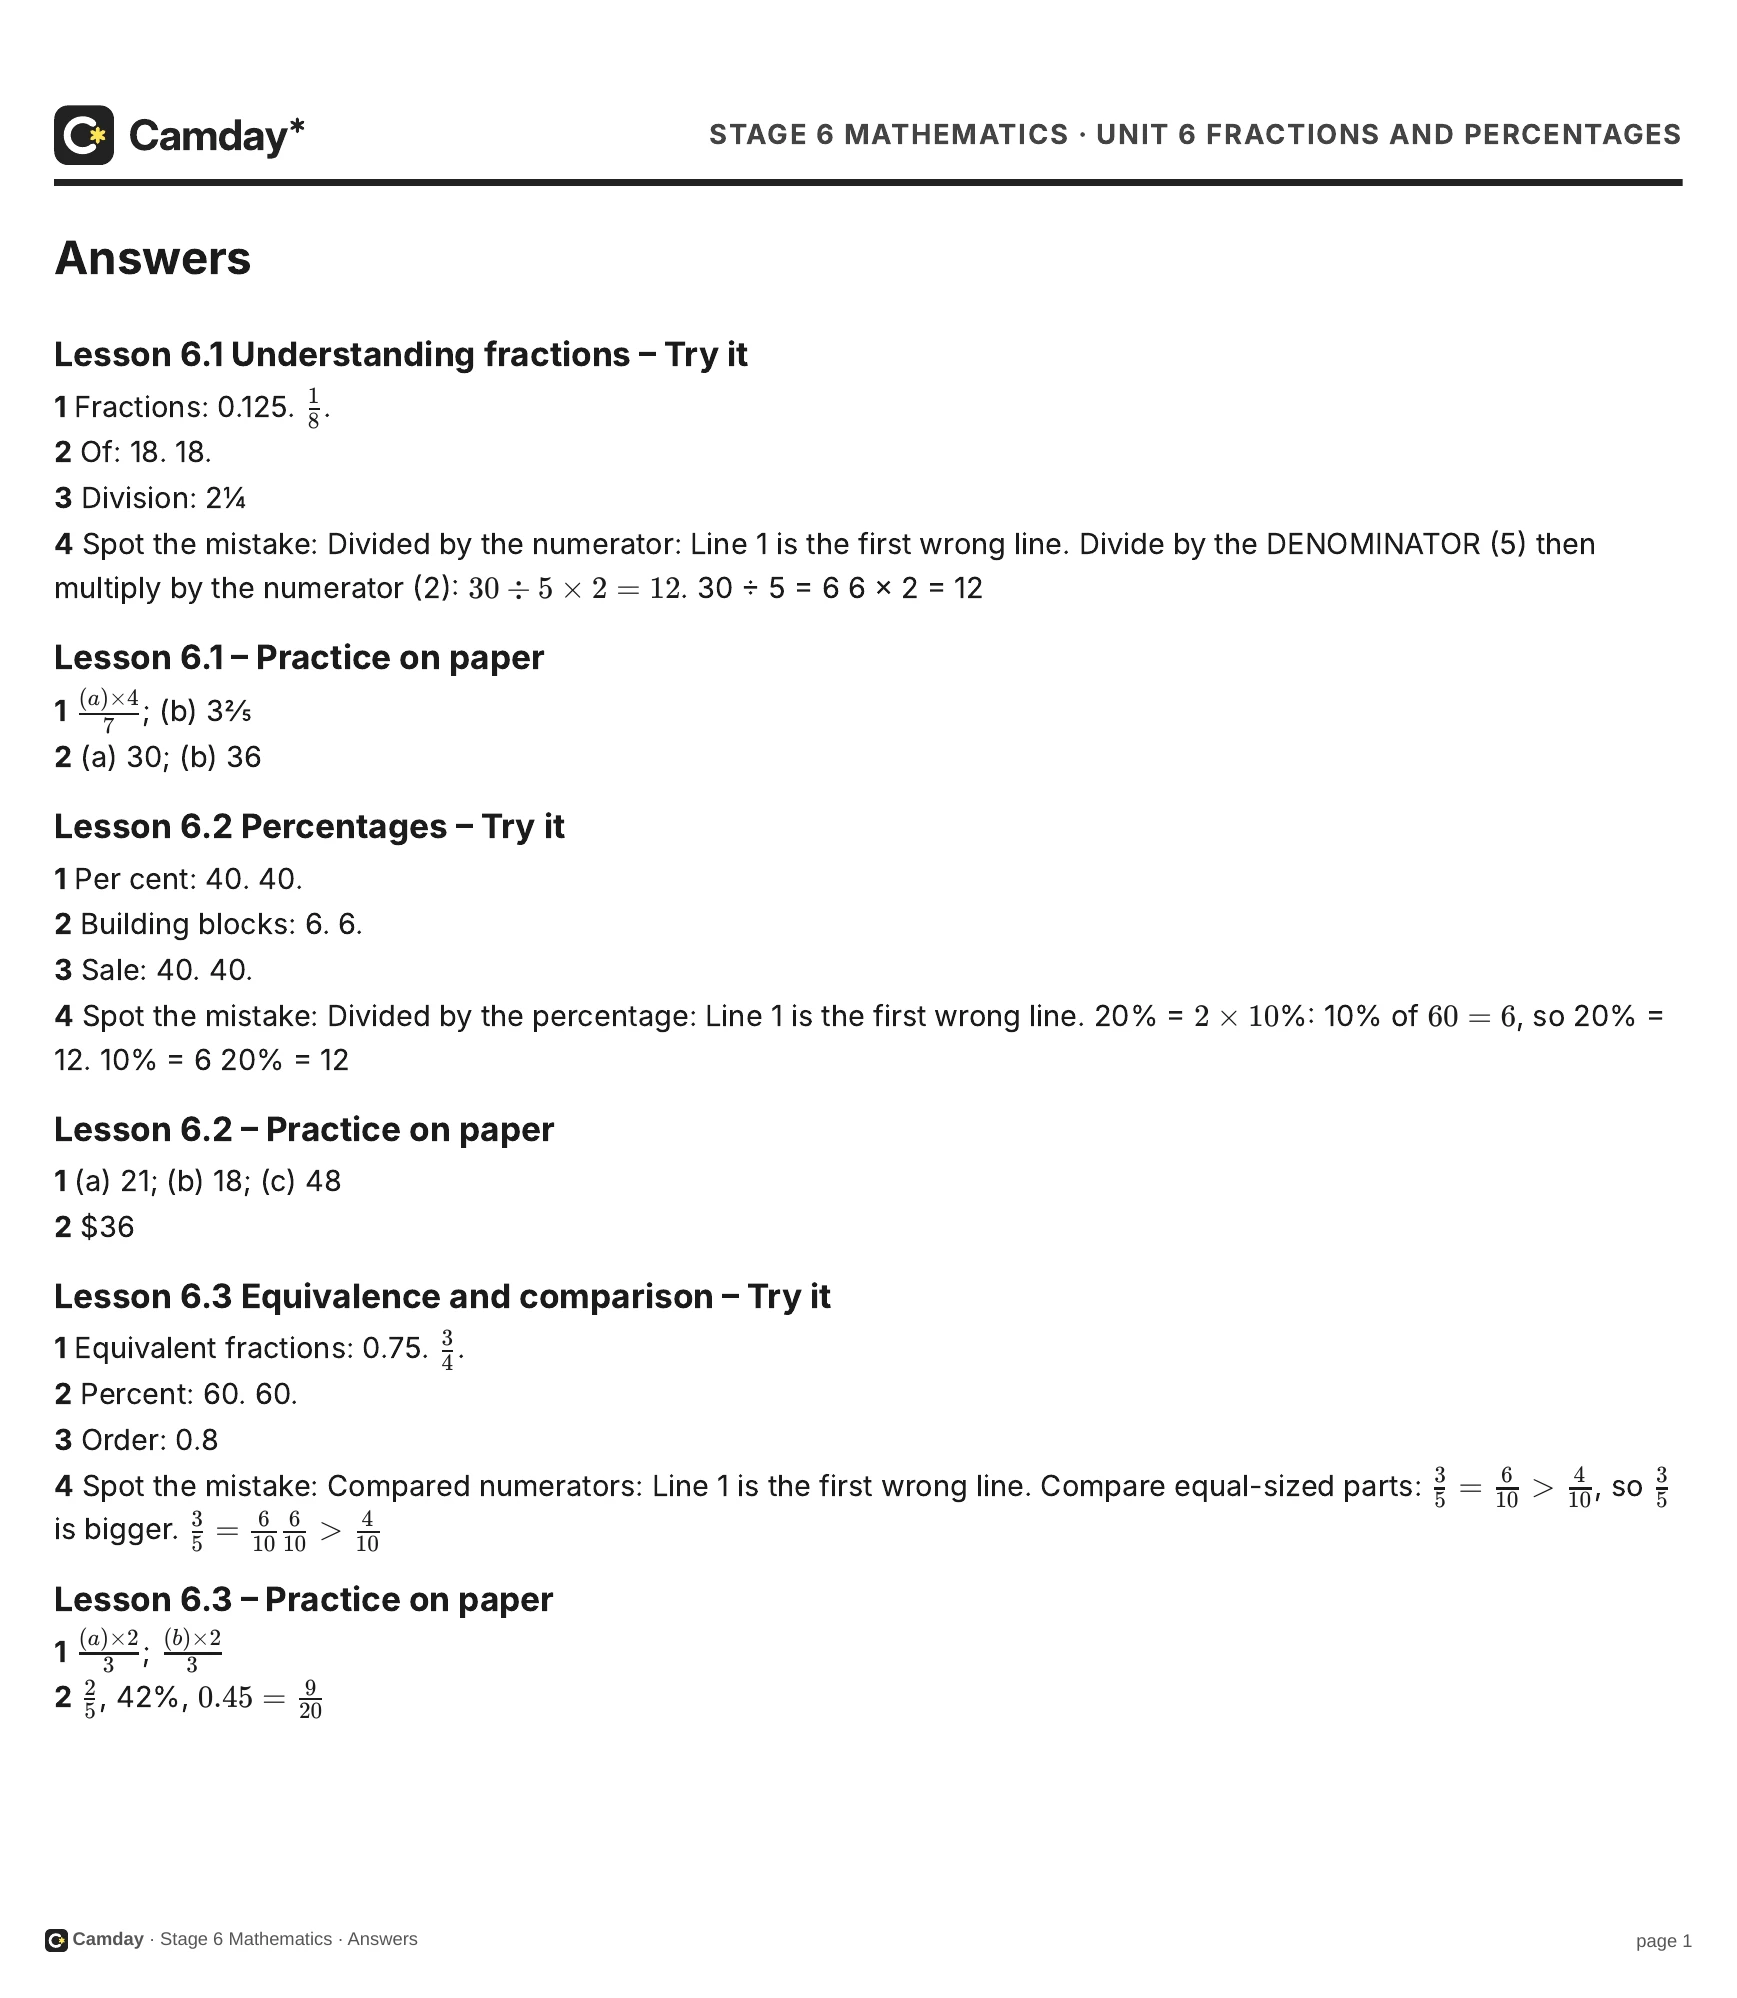 Camday*
STAGE 6 MATHEMATICS · UNIT 6 FRACTIONS AND PERCENTAGES
Answers
Lesson 6.1 Understanding fractions – Try it
1 Fractions: 0.125. 1/8.
2 Of: 18. 18.
3 Division: 2¼
4 Spot the mistake: Divided by the numerator: Line 1 is the first wrong line. Divide by the DENOMINATOR (5) then
multiply by the numerator (2): 30 ÷ 5 × 2 = 12. 30 ÷ 5 = 6 6 × 2 = 12
Lesson 6.1 – Practice on paper
1 (a)×4/7; (b) 3⅖
2 (a) 30; (b) 36
Lesson 6.2 Percentages – Try it
1 Per cent: 40. 40.
2 Building blocks: 6. 6.
3 Sale: 40. 40.
4 Spot the mistake: Divided by the percentage: Line 1 is the first wrong line. 20% = 2 × 10%: 10% of 60 = 6, so 20% =
12. 10% = 6 20% = 12
Lesson 6.2 – Practice on paper
1 (a) 21; (b) 18; (c) 48
2 $36
Lesson 6.3 Equivalence and comparison – Try it
1 Equivalent fractions: 0.75. 3/4.
2 Percent: 60. 60.
3 Order: 0.8
4 Spot the mistake: Compared numerators: Line 1 is the first wrong line. Compare equal-sized parts: 3/5 = 6/10 > 4/10, so 3/5
is bigger. 3/5 = 6/10 6/10 > 4/10
Lesson 6.3 – Practice on paper
1 (a)×2/3; (b)×2/3
2 2/5, 42%, 0.45 = 9/20
Camday · Stage 6 Mathematics · Answers
page 1